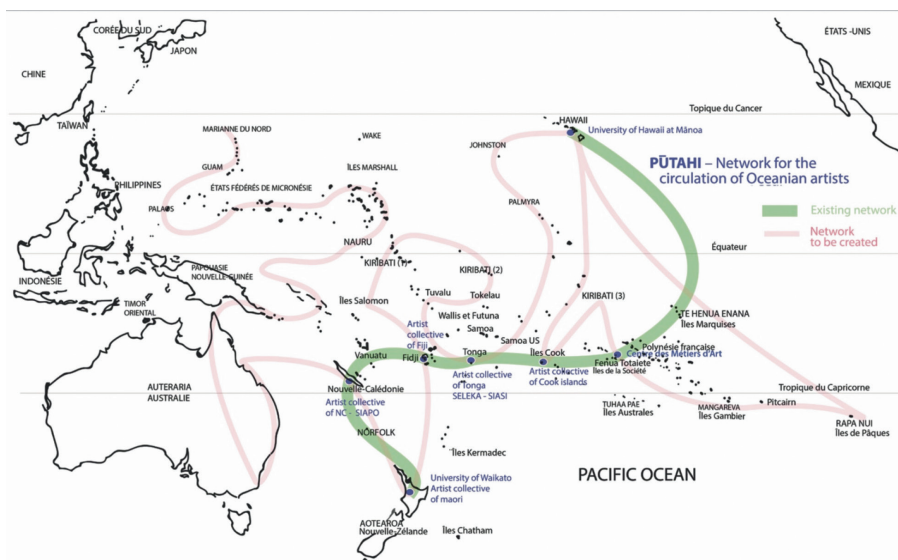 CORÉE DU SUD
JAPON
ÉTATS -UNIS
CHINE
MEXIQUE
Topique du Cancer
TAÏWAN
HAWAII
MARIANNE DU NORD
WAKE
University of Hawaii at Mānoa
JOHNSTON
PŪTAHI – Network for the
circulation of Oceanian artists
GUAM
ÎLES MARSHALL
ÉTATS FÉDÉRÉS DE MICRONÉSIE
PHILIPPINES
PALAOS
PALMYRA
Existing network
Network
to be created
NAURU
Équateur
KIRIBATI (1)
KIRIBATI (2)
PAPOUASIE
NOUVELLE-GUINÉE
INDONÉSIE
Tuvalu
Tokelau
KIRIBATI (3)
TIMOR
ORIENTAL
Îles Salomon
Wallis et Futuna
TE HENUA ENANA
Îles Marquises
Samoa
Artist
collective
of Fiji
Samoa US
Polynésie française
Vanuatu
Fidji
Tonga
Îles Cook
Centre des Métiers d'Art
Fenua Totaiete
Îles de la Société
Artist collective
of Tonga
SELEKA - SIASI
Artist collective
of Cook islands
AUTERARIA
AUSTRALIE
Nouvelle-Calédonie
Artist collective
of NC - SIAPO
Tropique du Capricorne
TUHAA PAE
Îles Australes
MANGAREVA
Îles Gambier
Pitcairn
RAPA NUI
Îles de Pâques
NORFOLK
Îles Kermadec
PACIFIC OCEAN
University of Waikato
Artist collective
of maori
AOTEAROA
Nouvelle-Zélande
Îles Chatham